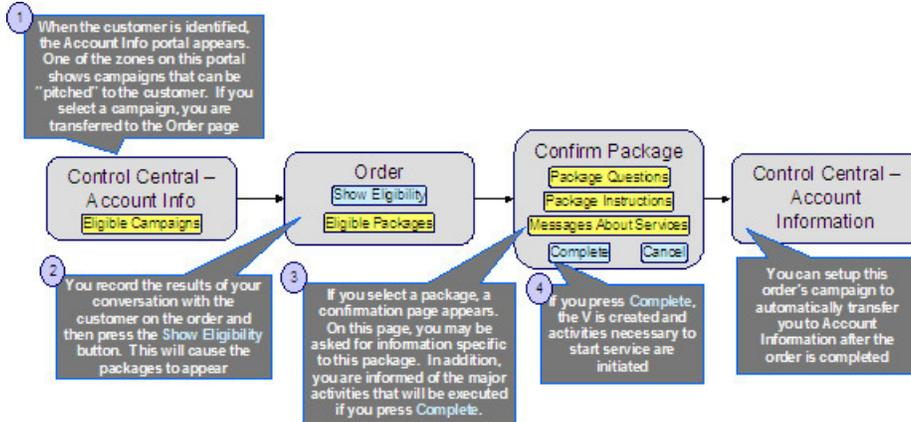 1
When the customer is identified,
the Account Info portal appears.
One of the zones on this portal
shows campaigns that can be
"pitched" to the customer. If you
select a campaign, you are
transferred to the Order page
Control Central –
Account Info
Eligible Campaigns
Order
Show Eligibility
Eligible Packages
Confirm Package
Package Questions
Package Instructions
Messages About Services
Complete
Cancel
Control Central –
Account
Information
2
You record the results of your
conversation with the
customer on the order and
then press the Show Eligibility
button. This will cause the
packages to appear
3
If you select a package, a
confirmation page appears.
On this page, you may be
asked for information specific
to this package. In addition,
you are informed of the major
activities that will be executed
if you press Complete.
4
If you press Complete,
the V is created and
activities necessary to
start service are
initiated
You can setup this
order's campaign to
automatically transfer
you to Account
Information after the
order is completed